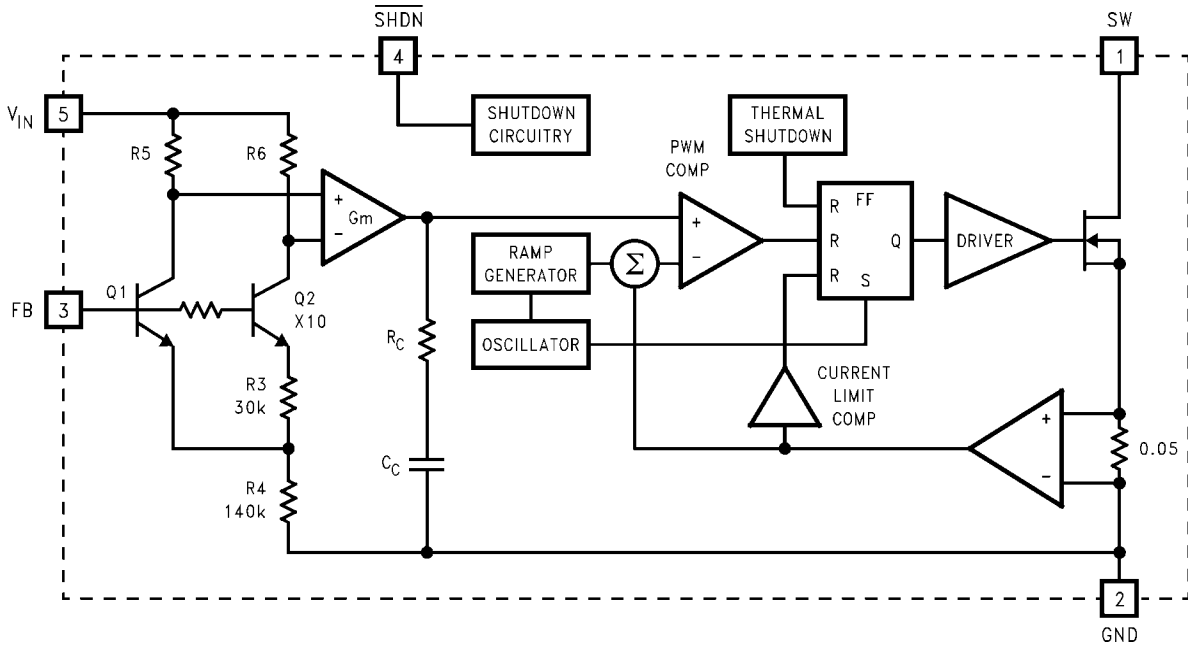 SHDN
4
SW
1
V_IN
5
SHUTDOWN
CIRCUITRY
THERMAL
SHUTDOWN
R5
R6
PWM
COMP
+
Gm
−
+
−
R
R
R
FF
Q
S
DRIVER
RAMP
GENERATOR
Σ
OSCILLATOR
FB
3
Q1
Q2
X10
R_C
R3
30k
CURRENT
LIMIT
COMP
+
−
0.05
C_C
R4
140k
2
GND